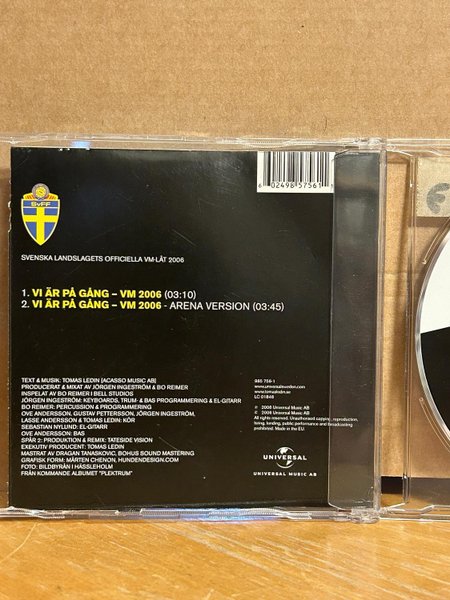 6 02498 57561 1
SvFF
SVENSKA LANDSLAGETS OFFICIELLA VM-LÅT 2006
1. VI ÄR PÅ GÅNG – VM 2006 (03:10)
2. VI ÄR PÅ GÅNG – VM 2006 - ARENA VERSION (03:45)
TEXT & MUSIK: TOMAS LEDIN [ACASSO MUSIC AB]
PRODUCERAT & MIXAT AV JÖRGEN INGESTRÖM & BO REIMER
INSPELAT AV BO REIMER I BELL STUDIOS
JÖRGEN INGESTRÖM: KEYBOARDS, TRUM- & BAS PROGRAMMERING & EL-GITARR
BO REIMER: PERCUSSION & PROGRAMMERING
OVE ANDERSSON, GUSTAV PETTERSSON, JÖRGEN INGESTRÖM,
LASSE ANDERSSON & TOMAS LEDIN: KÖR
SEBASTIAN NYLUND: EL-GITARR
OVE ANDERSSON: BAS
SPÅR 2: PRODUKTION & REMIX: TATESIDE VISION
EXEKUTIV PRODUCENT: TOMAS LEDIN
MASTRAT AV DRAGAN TANASKOVIC, BOHUS SOUND MASTERING
GRAFISK FORM: MÅRTEN CHENON, HUNDENDESIGN.COM
FOTO: BILDBYRÅN I HÄSSLEHOLM
FRÅN KOMMANDE ALBUMET "PLEKTRUM"
985 756-1
www.universalsweden.com
www.tomasledin.se
LC 01846
℗ 2006 Universal Music AB
© 2006 Universal Music AB
All rights reserved. Unauthorised copying, reproduction,
hiring, lending, public performance and broadcasting
prohibited. Made in the EU.
UNIVERSAL
UNIVERSAL MUSIC AB